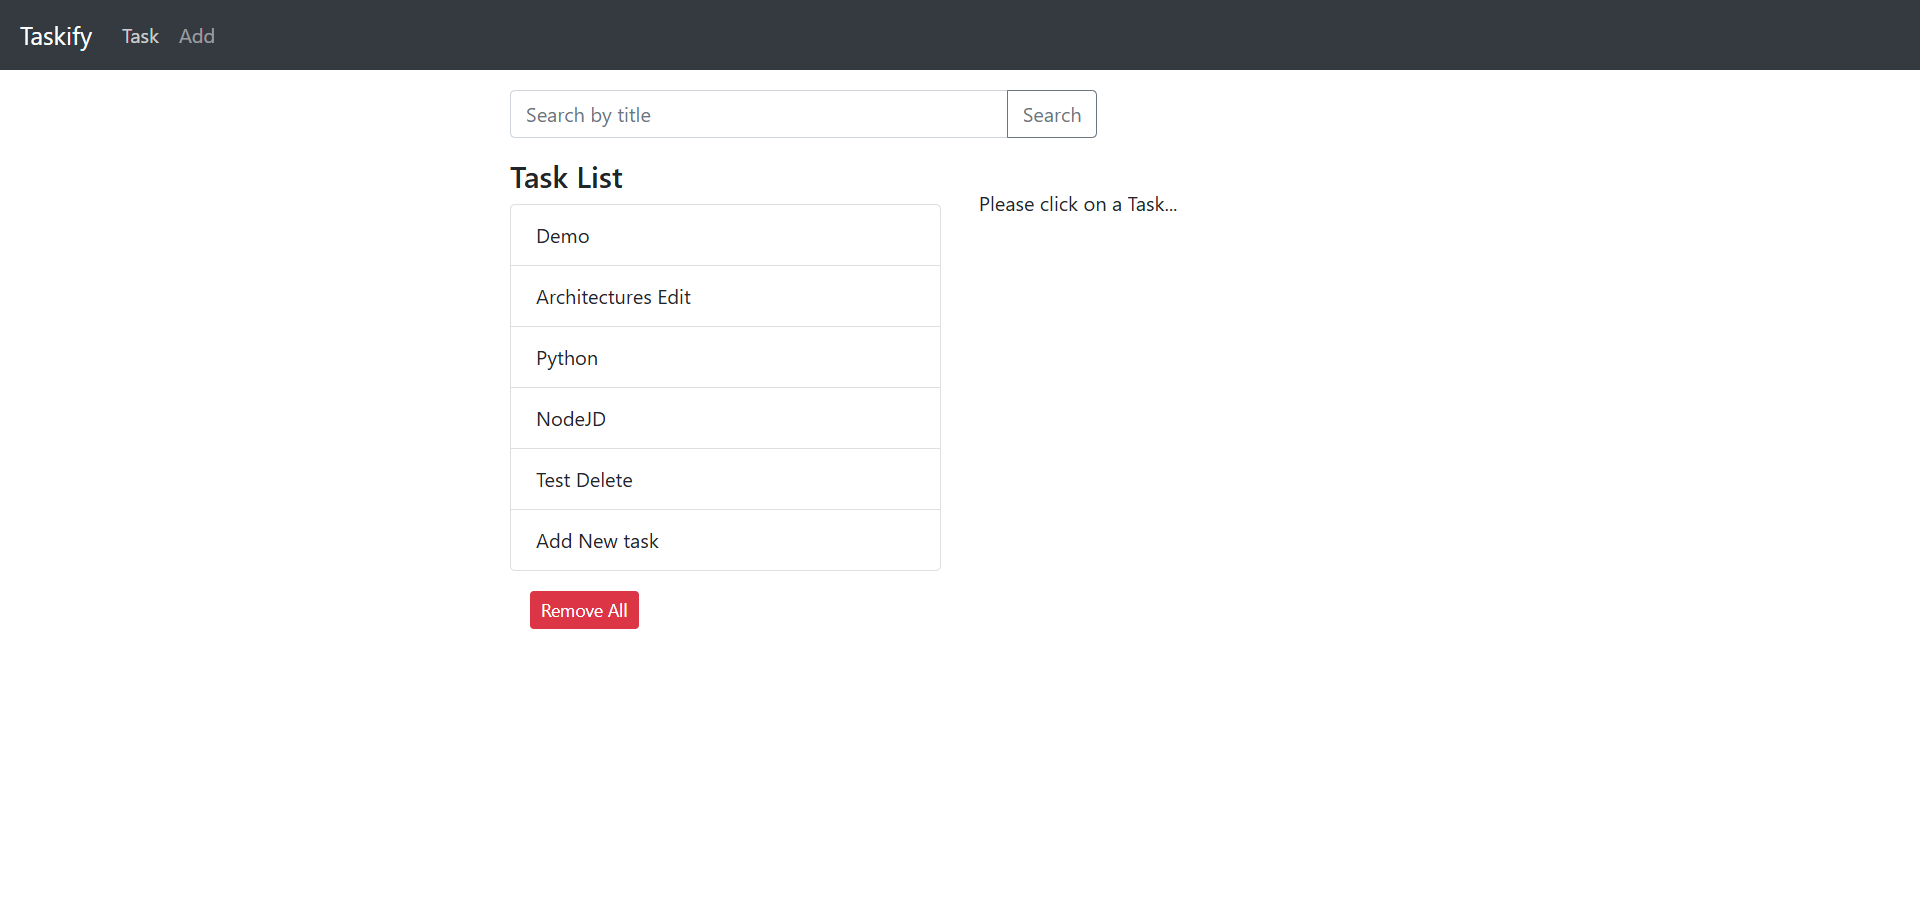 Taskify Task Add
Search by title Search
Task List
Please click on a Task...
Demo
Architectures Edit
Python
NodeJD
Test Delete
Add New task
Remove All